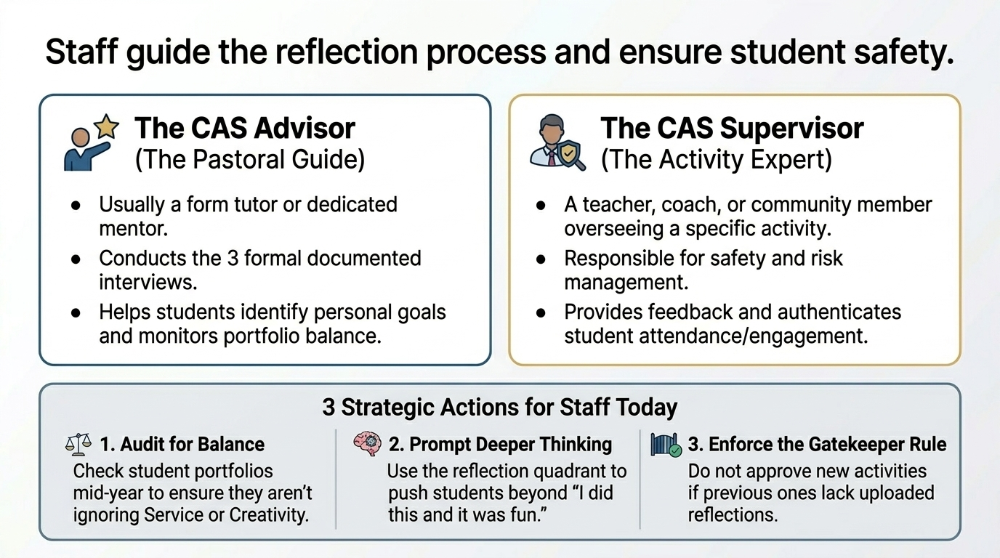 Staff guide the reflection process and ensure student safety.
The CAS Advisor
(The Pastoral Guide)
● Usually a form tutor or dedicated
mentor.
● Conducts the 3 formal documented
interviews.
● Helps students identify personal goals
and monitors portfolio balance.
The CAS Supervisor
(The Activity Expert)
● A teacher, coach, or community member
overseeing a specific activity.
● Responsible for safety and risk
management.
● Provides feedback and authenticates
student attendance/engagement.
3 Strategic Actions for Staff Today
1. Audit for Balance
Check student portfolios
mid-year to ensure they aren’t
ignoring Service or Creativity.
2. Prompt Deeper Thinking
Use the reflection quadrant to
push students beyond “I did
this and it was fun.”
3. Enforce the Gatekeeper Rule
Do not approve new activities
if previous ones lack uploaded
reflections.